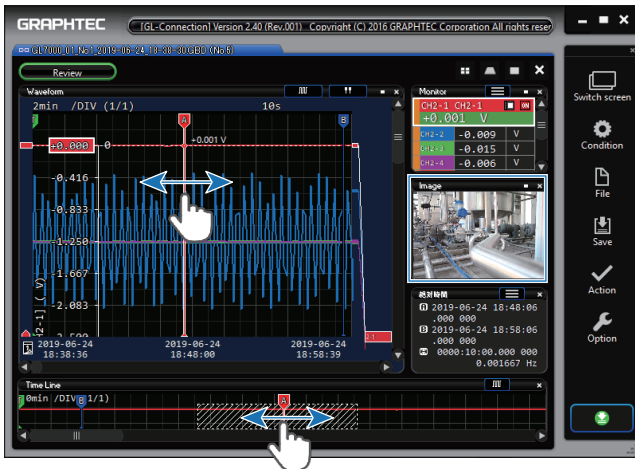 GRAPHTEC
[GL-Connection] Version 2.40 (Rev.001) Copyright (C) 2016 GRAPHTEC Corporation All rights reser
GL7000_01_No1_2019-06-24_18-38-30.GBD (No.5)
Review
Waveform
2min /DIV (1/1) 10s
A B
+0.000 0 +0.001 V
-0.416
-0.833
-1.250
-1.667
-2.083
2019-06-24 2019-06-24 2019-06-24
18:38:36 18:48:00 18:58:39
Monitor
CH2-1 CH2-1 ON
+0.001 V
CH2-2 -0.009 V
CH2-3 -0.015 V
CH2-4 -0.006 V
Image
絶対時間
A 2019-06-24 18:48:06
.000 000
B 2019-06-24 18:58:06
.000 000
0000:10:00.000 000
0.001667 Hz
Time Line
0min /DIV B 1/1)
A
Switch screen
Condition
File
Save
Action
Option